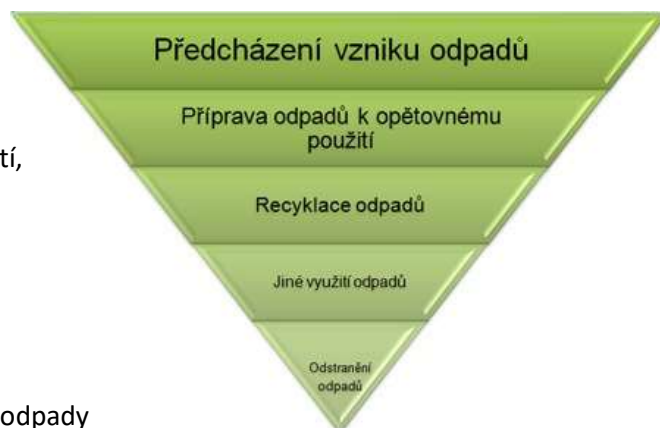 Předcházení vzniku odpadů
Příprava odpadů k opětovnému
použití
tí,
Recyklace odpadů
Jiné využití odpadů
Odstranění
odpadů
odpady